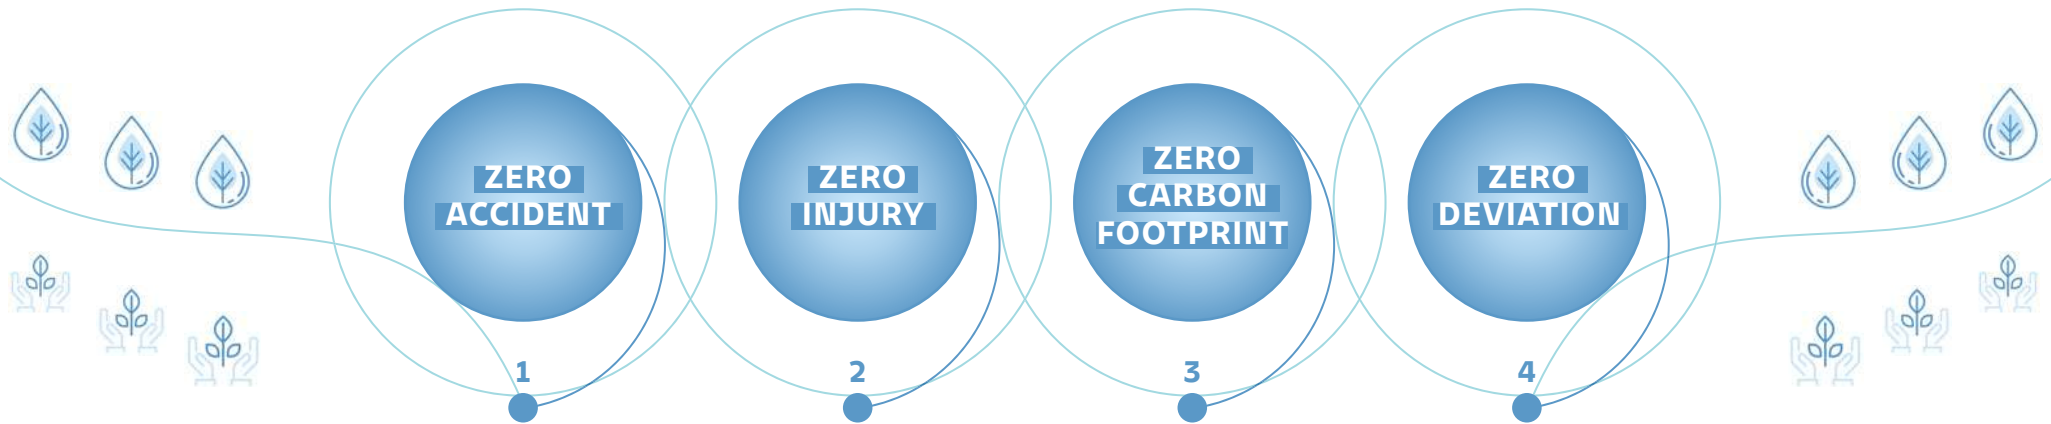 ZERO
ACCIDENT
1
ZERO
INJURY
2
ZERO
CARBON
FOOTPRINT
3
ZERO
DEVIATION
4